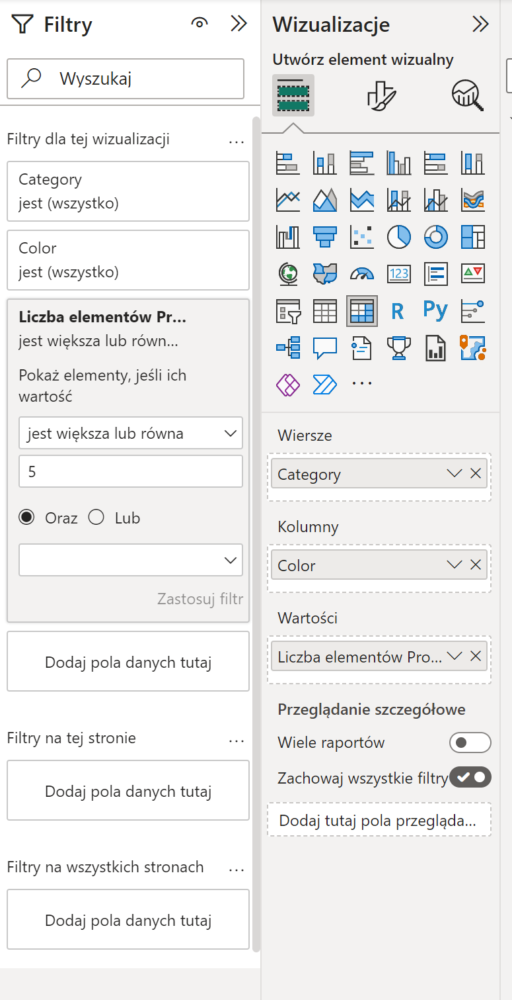 Filtry
Wyszukaj
Filtry dla tej wizualizacji
...
Category
jest (wszystko)
Color
jest (wszystko)
Liczba elementów Pr...
jest większa lub równ...
Pokaż elementy, jeśli ich
wartość
jest większa lub równa
5
Oraz
Lub
Zastosuj filtr
Dodaj pola danych tutaj
Filtry na tej stronie
...
Dodaj pola danych tutaj
Filtry na wszystkich stronach
...
Dodaj pola danych tutaj
Wizualizacje
Utwórz element wizualny
123
R
Py
...
Wiersze
Category
Kolumny
Color
Wartości
Liczba elementów Pro...
Przeglądanie szczegółowe
Wiele raportów
Zachowaj wszystkie filtry
Dodaj tutaj pola przegląda...